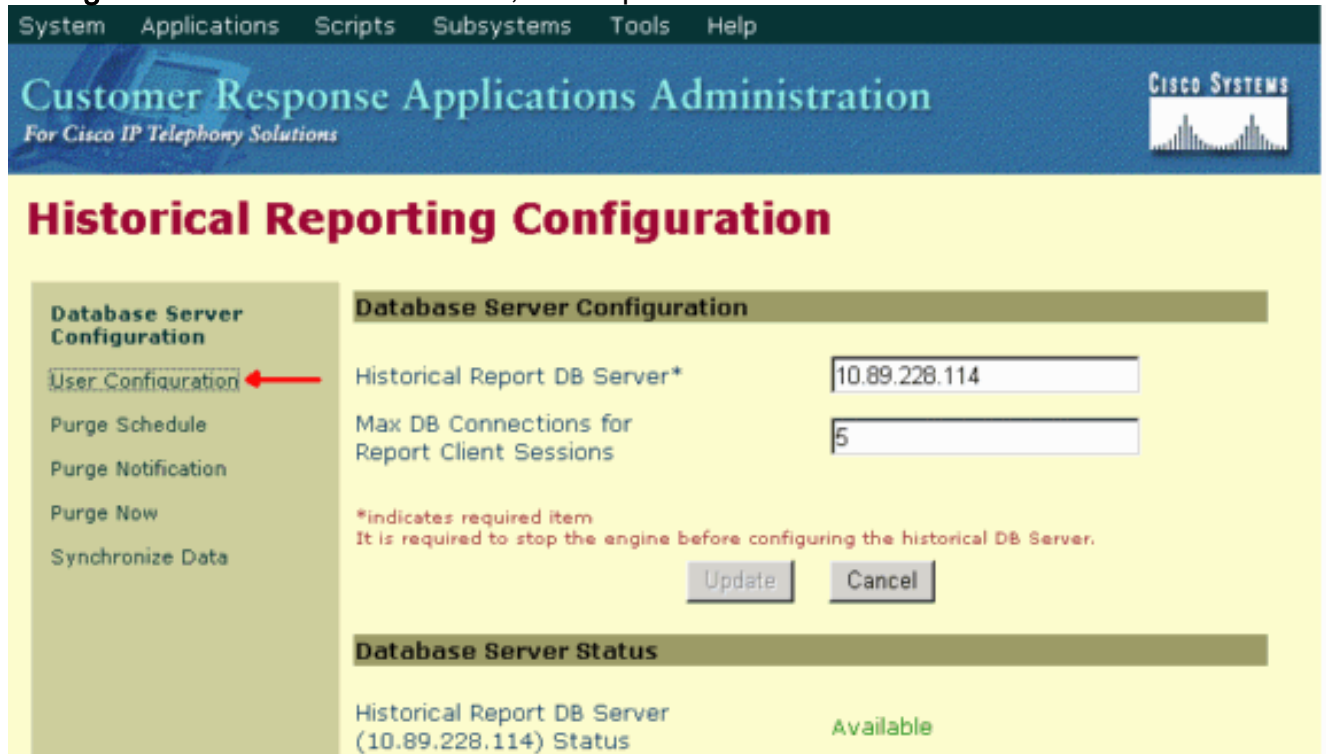 System Applications Scripts Subsystems Tools Help
Customer Response Applications Administration
For Cisco IP Telephony Solutions
CISCO SYSTEMS
Historical Reporting Configuration
Database Server
Configuration
User Configuration
Purge Schedule
Purge Notification
Purge Now
Synchronize Data
Database Server Configuration
Historical Report DB Server* 10.89.228.114
Max DB Connections for
Report Client Sessions 5
*indicates required item
It is required to stop the engine before configuring the historical DB Server.
Update Cancel
Database Server Status
Historical Report DB Server
(10.89.228.114) Status Available